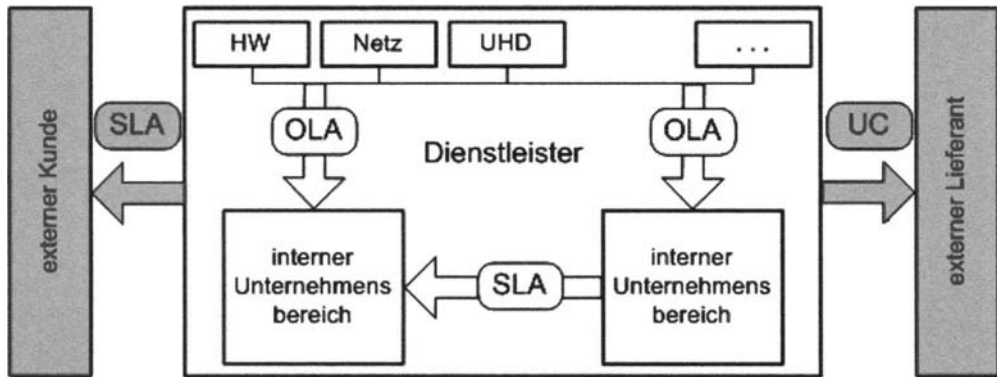 HW
Netz
UHD
...
externer Kunde
SLA
OLA
Dienstleister
OLA
UC
externer Lieferant
interner
Unternehmens
bereich
SLA
interner
Unternehmens
bereich